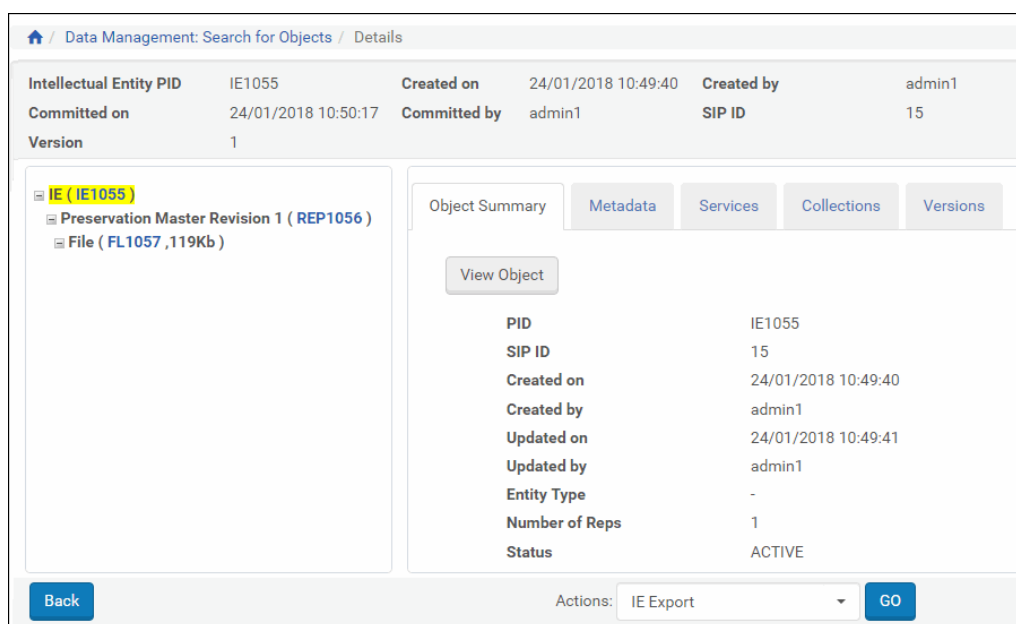 / Data Management: Search for Objects / Details
Intellectual Entity PID IE1055 Created on 24/01/2018 10:49:40 Created by admin1
Committed on 24/01/2018 10:50:17 Committed by admin1 SIP ID 15
Version 1
IE ( IE1055 )
Preservation Master Revision 1 ( REP1056 )
File ( FL1057 ,119Kb )
Object Summary Metadata Services Collections Versions
View Object
PID IE1055
SIP ID 15
Created on 24/01/2018 10:49:40
Created by admin1
Updated on 24/01/2018 10:49:41
Updated by admin1
Entity Type -
Number of Reps 1
Status ACTIVE
Back Actions: IE Export GO